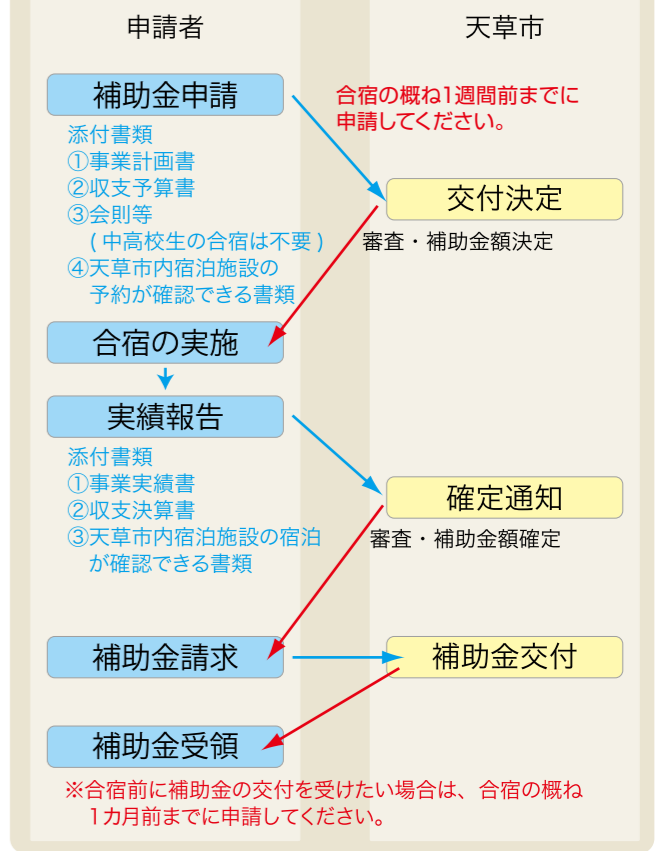 申請者
天草市
補助金申請
合宿の概ね1週間前までに
申請してください。
添付書類
①事業計画書
②収支予算書
③会則等
(中高校生の合宿は不要)
④天草市内宿泊施設の
予約が確認できる書類
交付決定
審査・補助金額決定
合宿の実施
実績報告
添付書類
①事業実績書
②収支決算書
③天草市内宿泊施設の宿泊
が確認できる書類
確定通知
審査・補助金額確定
補助金請求
補助金交付
補助金受領
※合宿前に補助金の交付を受けたい場合は、合宿の概ね
1カ月前までに申請してください。